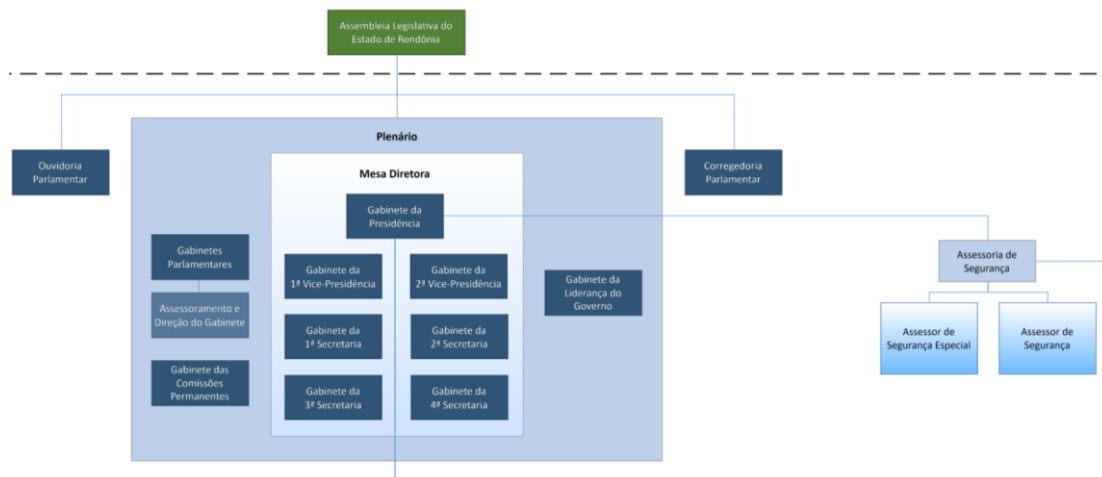 Assembleia Legislativa do
Estado de Rondônia
Plenário
Ouvidoria
Parlamentar
Corregedoria
Parlamentar
Mesa Diretora
Gabinete da
Presidência
Gabinetes
Parlamentares
Assessoramento e
Direção do Gabinete
Gabinete das
Comissões
Permanentes
Gabinete da
1ª Vice-Presidência
Gabinete da
2ª Vice-Presidência
Gabinete da
1ª Secretaria
Gabinete da
2ª Secretaria
Gabinete da
3ª Secretaria
Gabinete da
4ª Secretaria
Gabinete da
Liderança do
Governo
Assessoria de
Segurança
Assessor de
Segurança Especial
Assessor de
Segurança